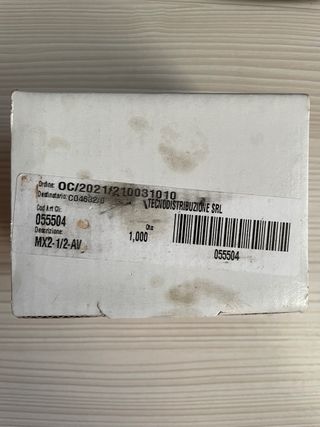 Ordine: OC/2021/210031010
Destinatario: C04602/0 TECNODISTRIBUZIONE SRL
Cod Art Cli:
055504 Qta
Descrizione: 1,000
MX2-1/2-AV 055504